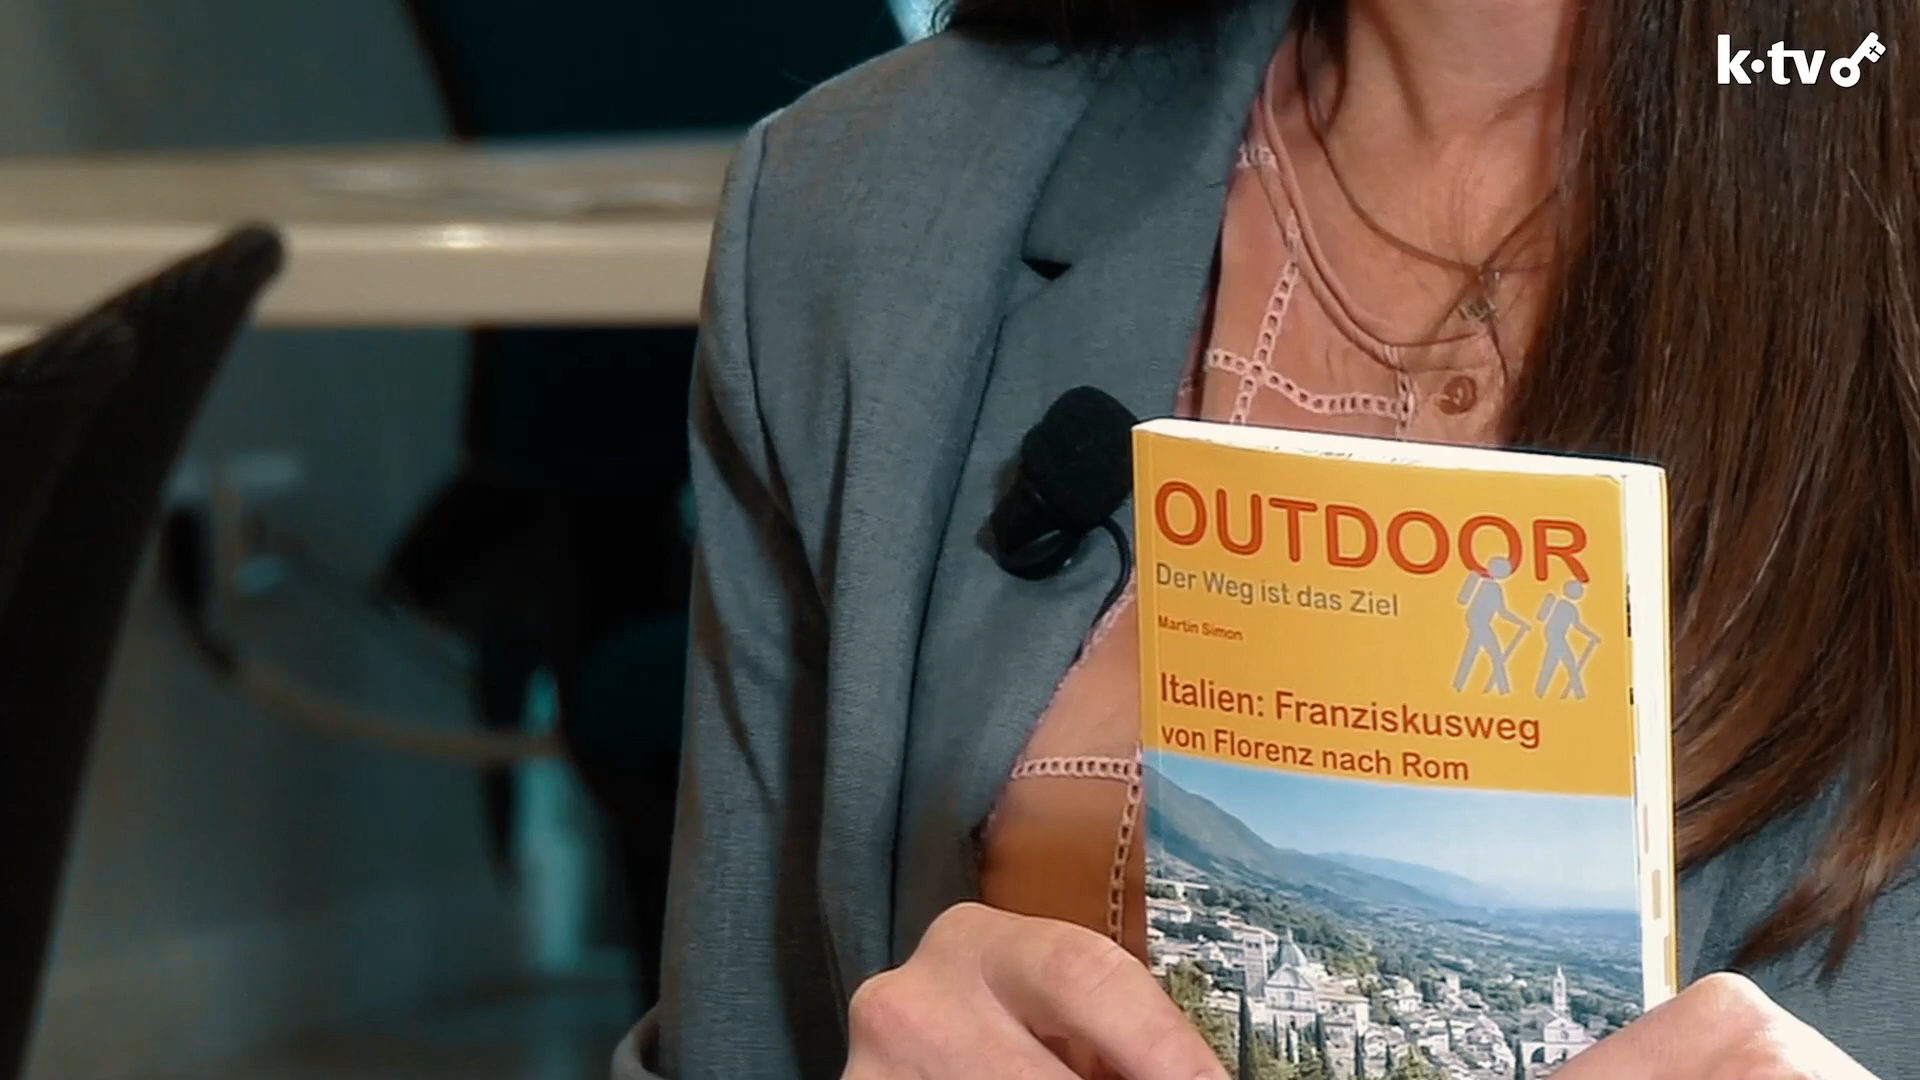 k·tv
OUTDOOR
Der Weg ist das Ziel
Martin Simon
Italien: Franziskusweg
von Florenz nach Rom